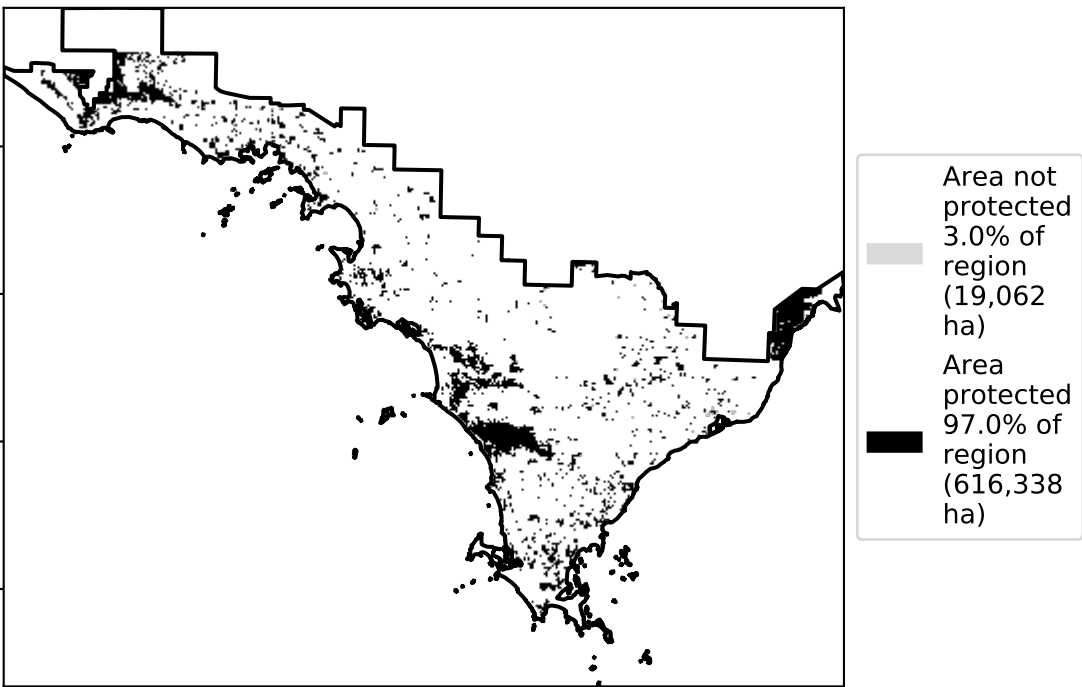 Area not
protected
3.0% of
region
(19,062
ha)
Area
protected
97.0% of
region
(616,338
ha)